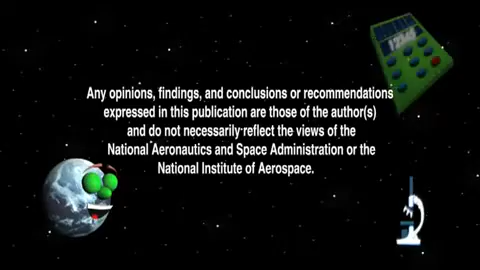 Any opinions, findings, and conclusions or recommendations
expressed in this publication are those of the author(s)
and do not necessarily reflect the views of the
National Aeronautics and Space Administration or the
National Institute of Aerospace.